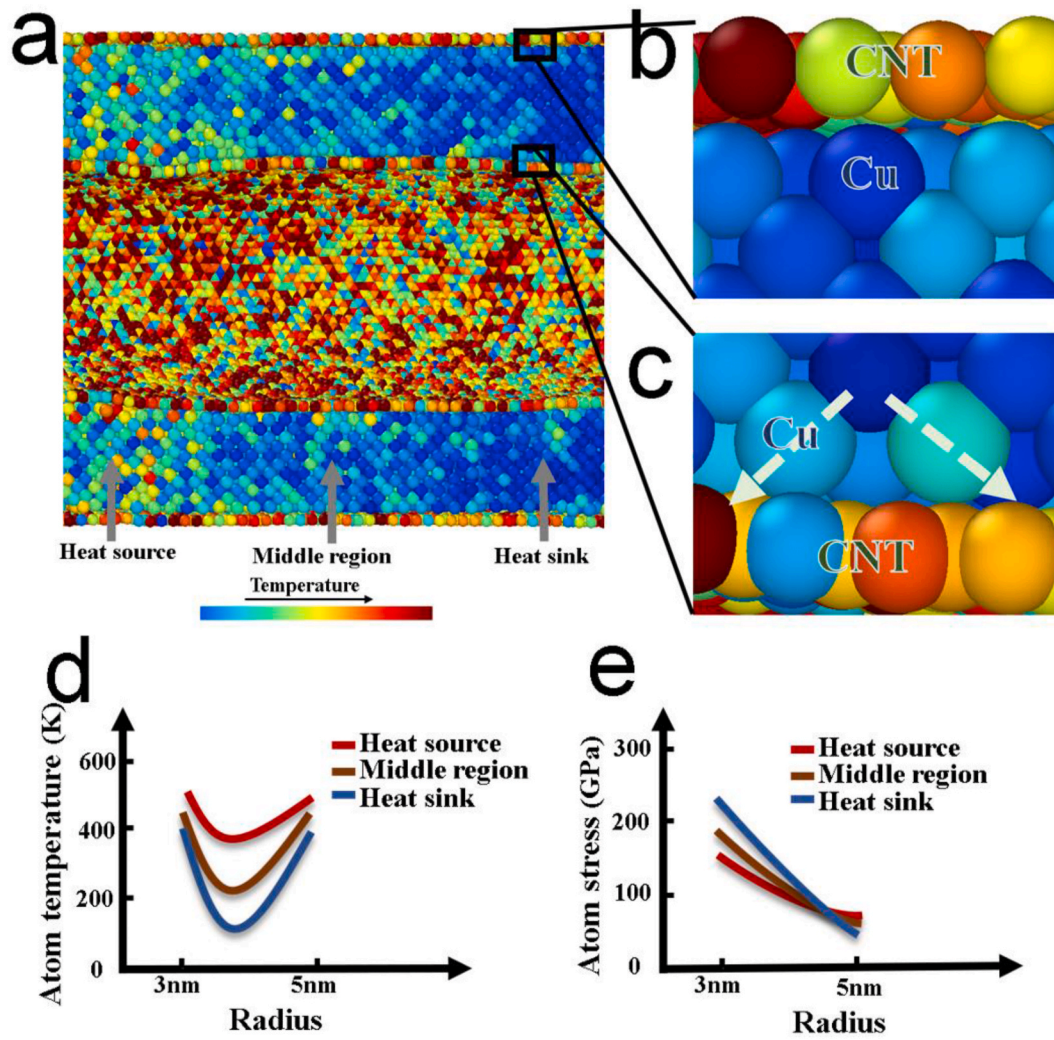 a
b
CNT
Cu
c
Cu
CNT
Heat source
Middle region
Heat sink
Temperature
d
Atom temperature (K)
600
400
200
0
Heat source
Middle region
Heat sink
3nm
5nm
Radius
e
Atom stress (GPa)
300
200
100
0
Heat source
Middle region
Heat sink
3nm
5nm
Radius